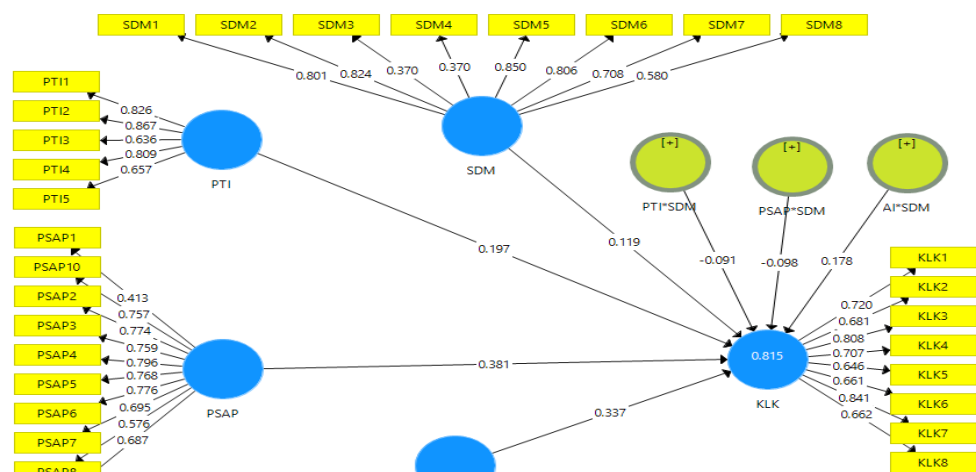 SDM1 SDM2 SDM3 SDM4 SDM5 SDM6 SDM7 SDM8
0.801 0.824 0.370 0.370 0.850 0.806 0.708 0.580
SDM
PTI1
PTI2
PTI3
PTI4
PTI5
0.826
0.867
0.636
0.809
0.657
PTI
[+] [+] [+]
PTI*SDM PSAP*SDM AI*SDM
0.197
0.119
-0.091
-0.098
0.178
PSAP1
PSAP10
PSAP2
PSAP3
PSAP4
PSAP5
PSAP6
PSAP7
PSAP8
0.413
0.757
0.774
0.759
0.796
0.768
0.776
0.695
0.576
0.687
PSAP
0.381
0.337
0.815
KLK
0.720
0.681
0.808
0.707
0.646
0.661
0.841
0.662
KLK1
KLK2
KLK3
KLK4
KLK5
KLK6
KLK7
KLK8